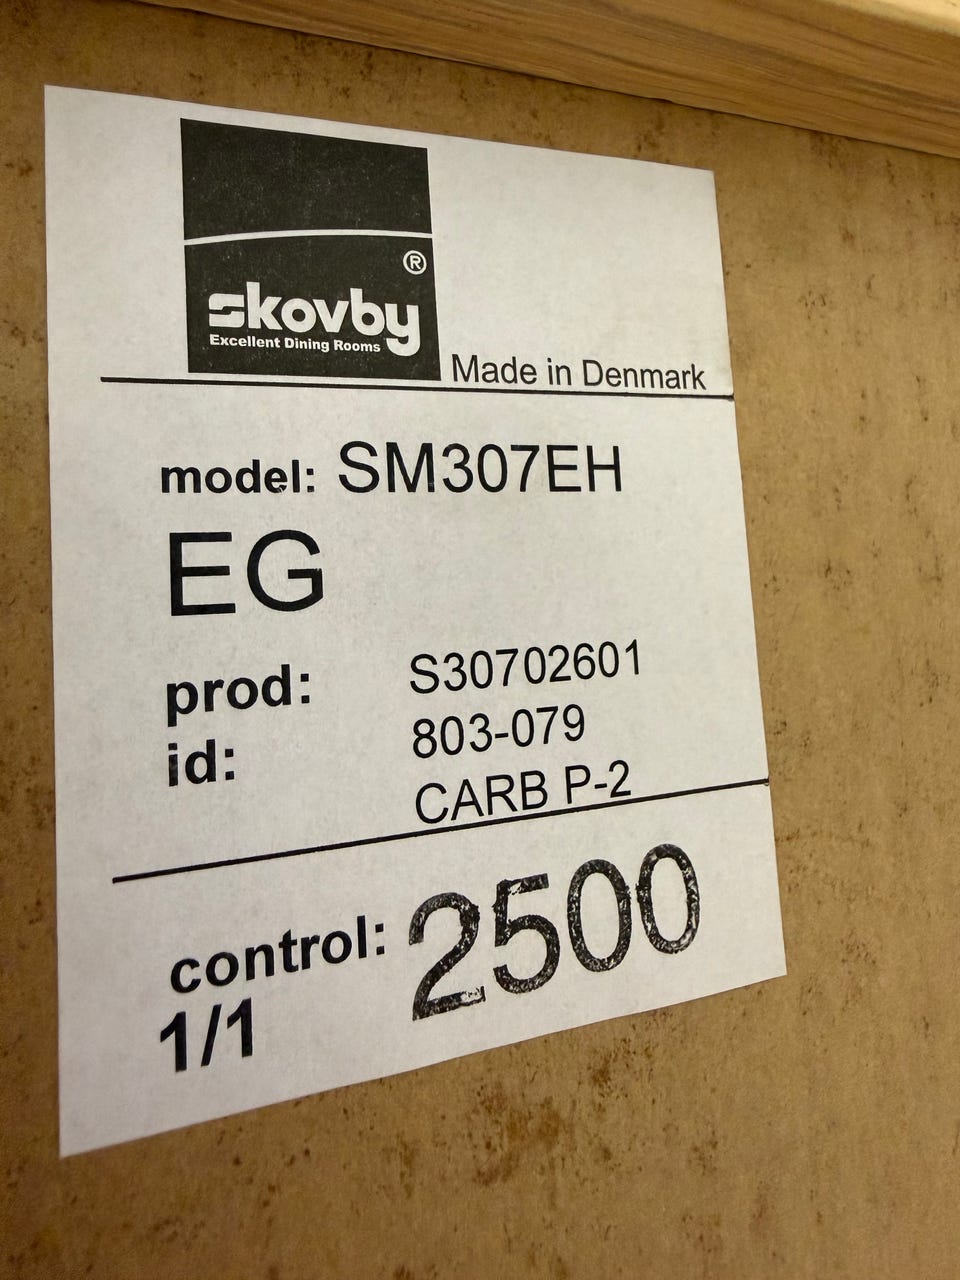 ®
skovby
Excellent Dining Rooms
Made in Denmark
model: SM307EH
EG
prod: S30702601
id: 803-079
CARB P-2
control: 2500
1/1